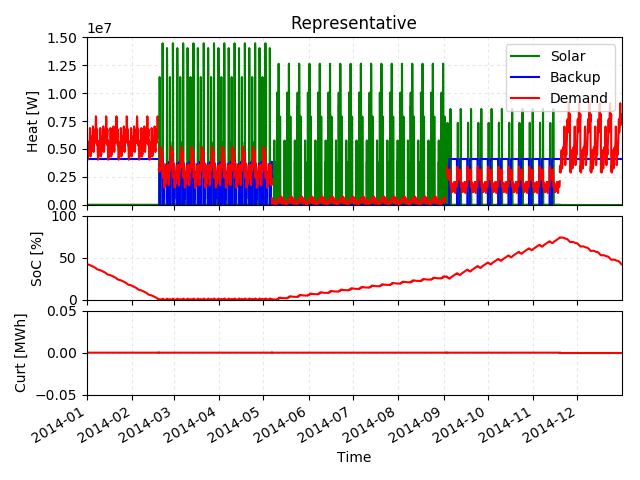 Representative
1e7
1.50
1.25
1.00
0.75
0.50
0.25
0.00
Heat [W]
Solar
Backup
Demand
100
50
0
SoC [%]
0.05
0.00
−0.05
Curt [MWh]
2014-01
2014-02
2014-03
2014-04
2014-05
2014-06
2014-07
2014-08
2014-09
2014-10
2014-11
2014-12
Time